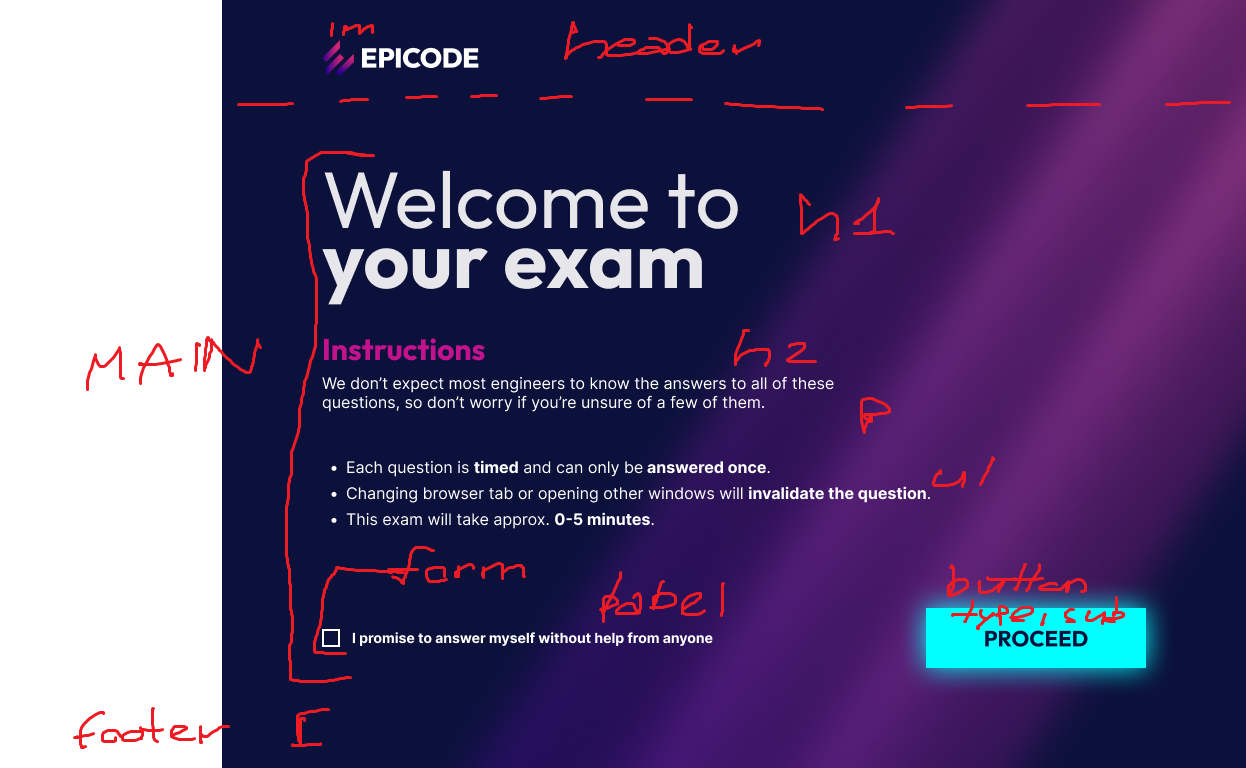 im
header
EPICODE
Welcome to
h1
your exam
MAIN
Instructions
h2
We don’t expect most engineers to know the answers to all of these
questions, so don’t worry if you’re unsure of a few of them.
p
Each question is timed and can only be answered once.
ul
Changing browser tab or opening other windows will invalidate the question.
This exam will take approx. 0-5 minutes.
form
label
button
type, sub
I promise to answer myself without help from anyone
PROCEED
footer